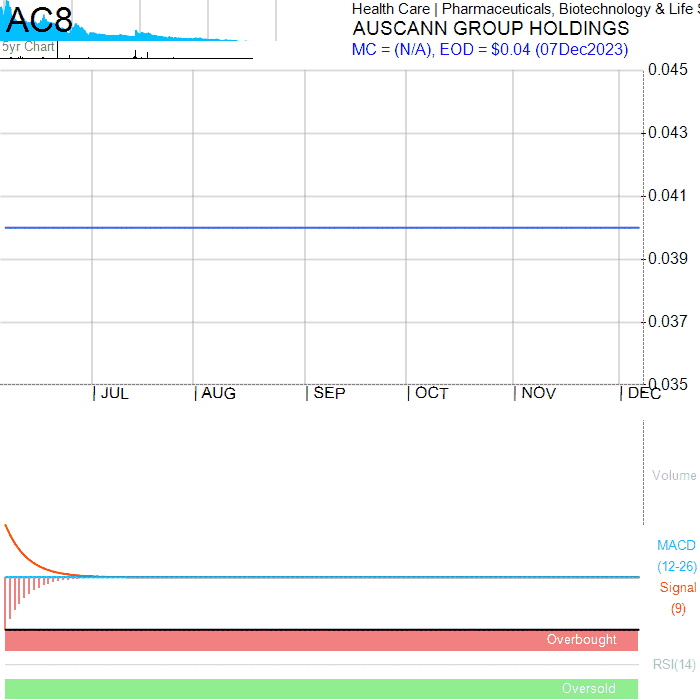 AC8
Health Care | Pharmaceuticals, Biotechnology & Life S
AUSCANN GROUP HOLDINGS
5yr Chart
MC = (N/A), EOD = $0.04 (07Dec2023)
0.045
0.043
0.041
0.039
0.037
0.035
JUL
AUG
SEP
OCT
NOV
DEC
Volume
MACD
(12-26)
Signal
(9)
Overbought
RSI(14)
Oversold